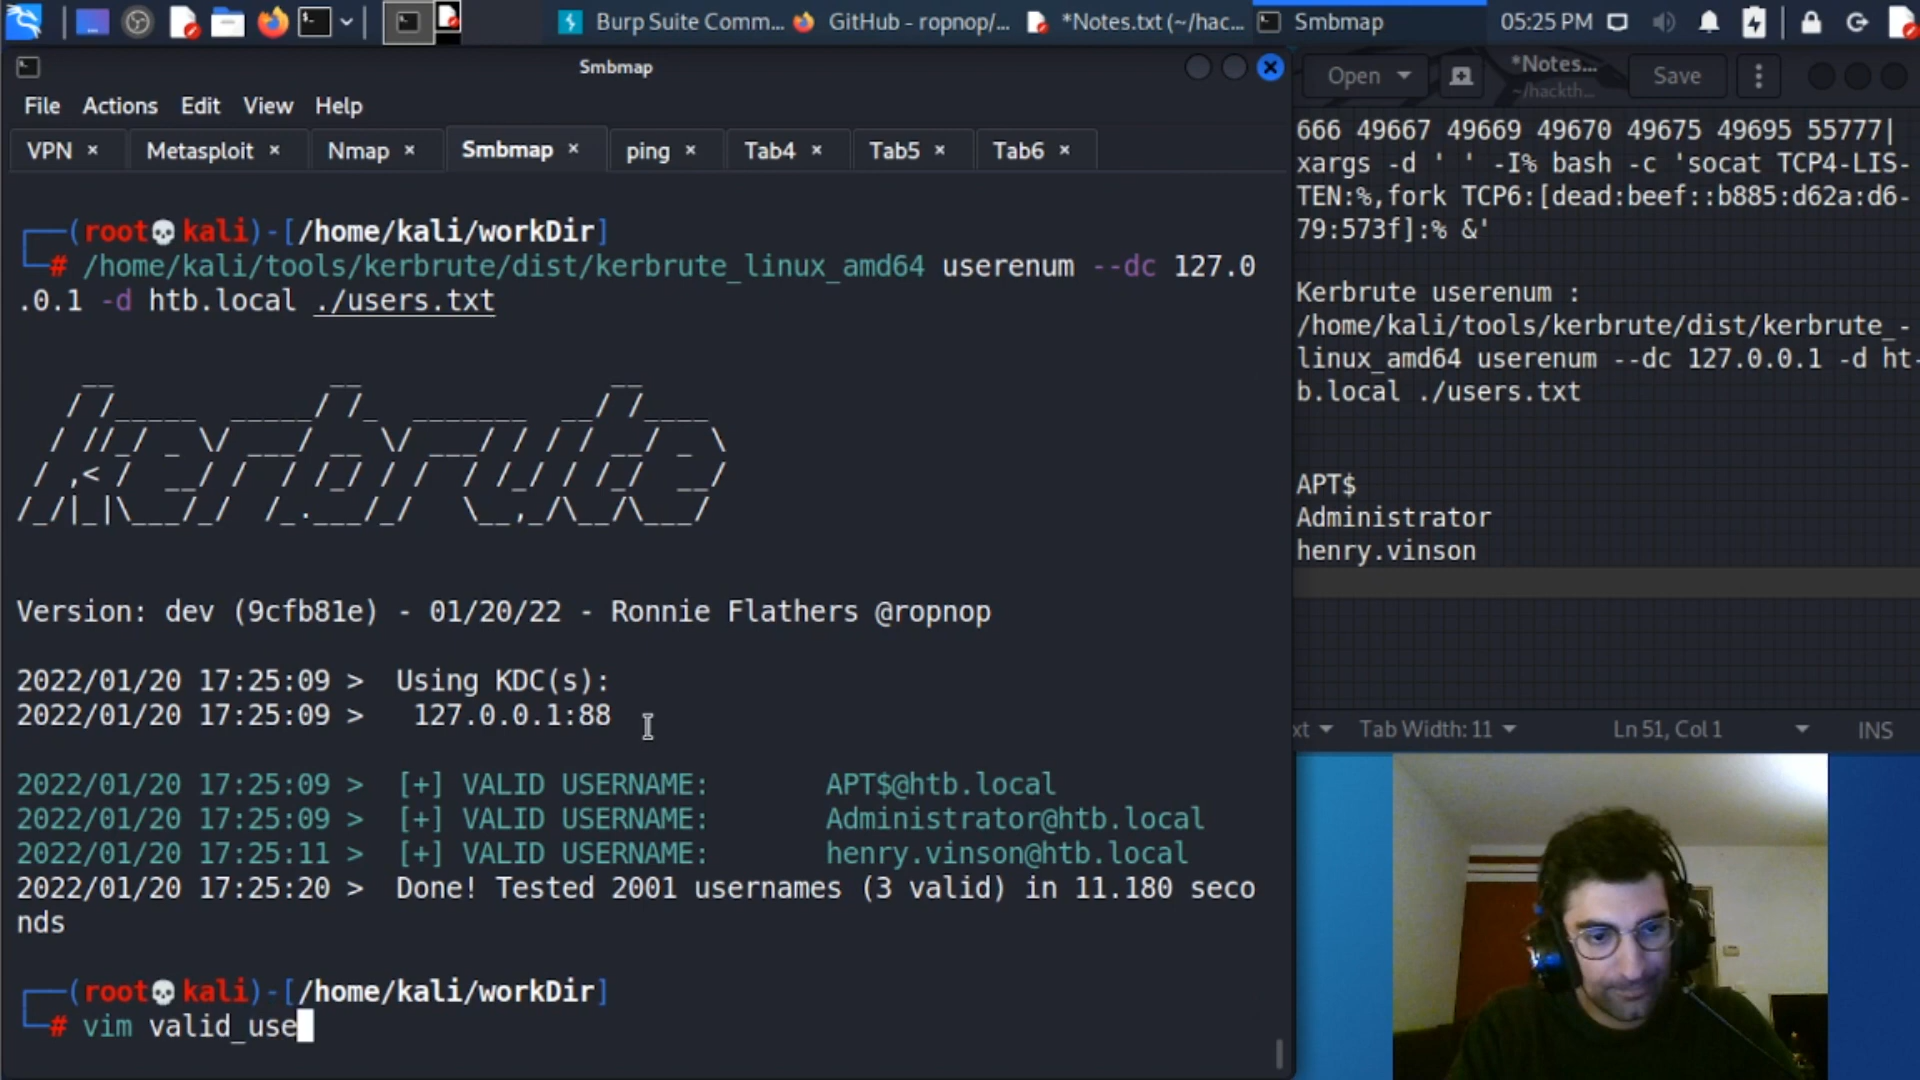 Burp Suite Comm...
GitHub - ropnop/...
*Notes.txt (~/hac...
Smbmap
05:25 PM
Smbmap
File Actions Edit View Help
VPN × Metasploit × Nmap × Smbmap × ping × Tab4 × Tab5 × Tab6 ×
┌──(root💀kali)-[/home/kali/workDir]
└─# /home/kali/tools/kerbrute/dist/kerbrute_linux_amd64 userenum --dc 127.0
.0.1 -d htb.local ./users.txt
kerbrute
Version: dev (9cfb81e) - 01/20/22 - Ronnie Flathers @ropnop
2022/01/20 17:25:09 >  Using KDC(s):
2022/01/20 17:25:09 >   127.0.0.1:88
2022/01/20 17:25:09 >  [+] VALID USERNAME:       APT$@htb.local
2022/01/20 17:25:09 >  [+] VALID USERNAME:       Administrator@htb.local
2022/01/20 17:25:11 >  [+] VALID USERNAME:       henry.vinson@htb.local
2022/01/20 17:25:20 >  Done! Tested 2001 usernames (3 valid) in 11.180 seco
nds
┌──(root💀kali)-[/home/kali/workDir]
└─# vim valid_use
Open
*Notes...
~/hackth...
Save
666 49667 49669 49670 49675 49695 55777|
xargs -d ' ' -I% bash -c 'socat TCP4-LIS-
TEN:%,fork TCP6:[dead:beef::b885:d62a:d6-
79:573f]:% &'
Kerbrute userenum :
/home/kali/tools/kerbrute/dist/kerbrute_-
linux_amd64 userenum --dc 127.0.0.1 -d ht-
b.local ./users.txt
APT$
Administrator
henry.vinson
xt Tab Width: 11 Ln 51, Col 1 INS